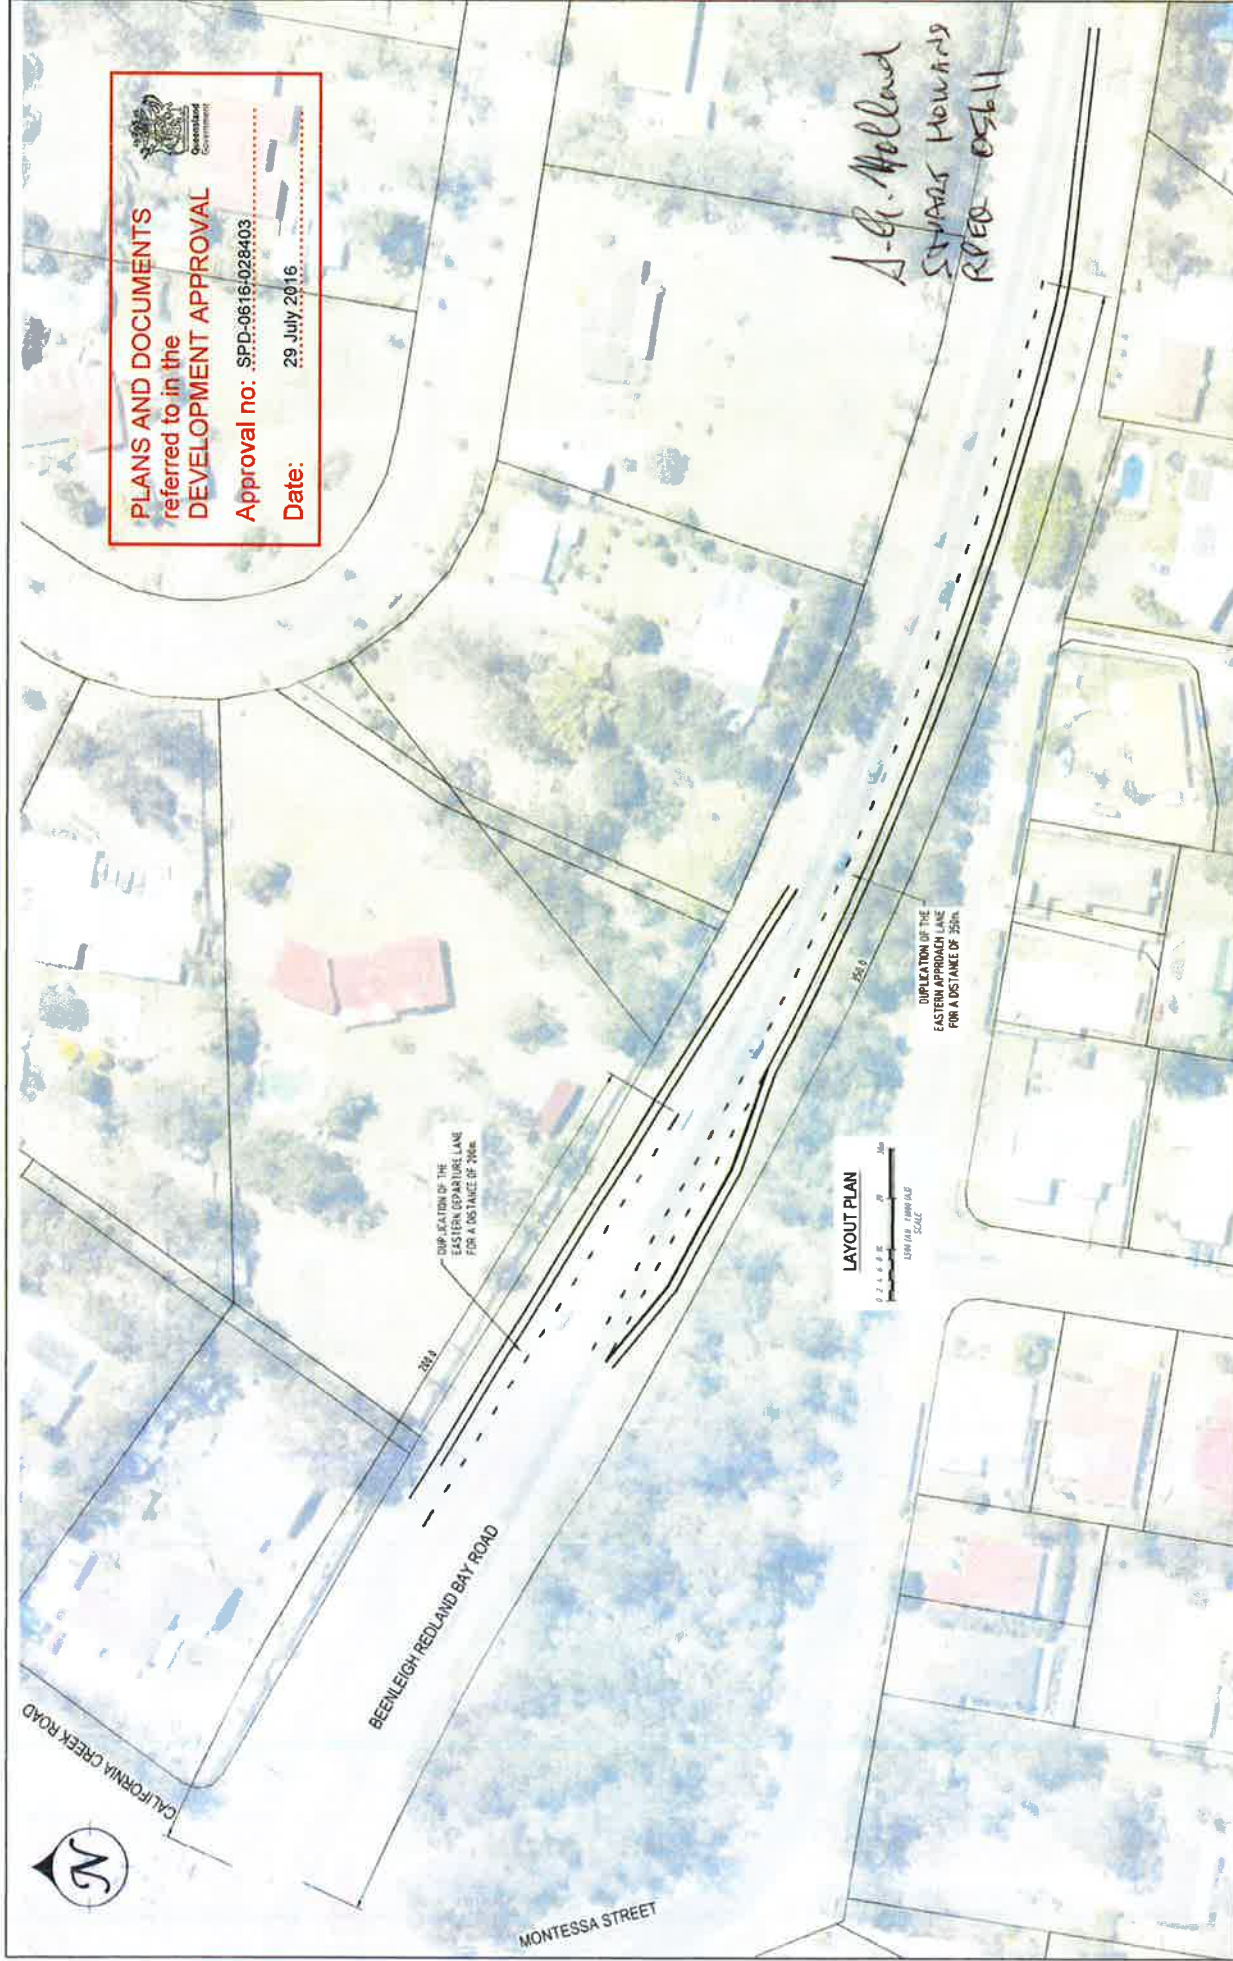 PLANS AND DOCUMENTS
referred to in the
DEVELOPMENT APPROVAL
Queensland
Government
Approval no: SPD-0616-028403
Date: 29 July 2016
CALIFORNIA CREEK ROAD
N
BEENLEIGH REDLAND BAY ROAD
MONTESSA STREET
200.0
DUPLICATION OF THE
EASTERN DEPARTURE LANE
FOR A DISTANCE OF 200m
350.0
DUPLICATION OF THE
EASTERN APPROACH LANE
FOR A DISTANCE OF 350m
LAYOUT PLAN
SCALE
S-G. Holland
STUART HOLLAND
RPEQ 05611